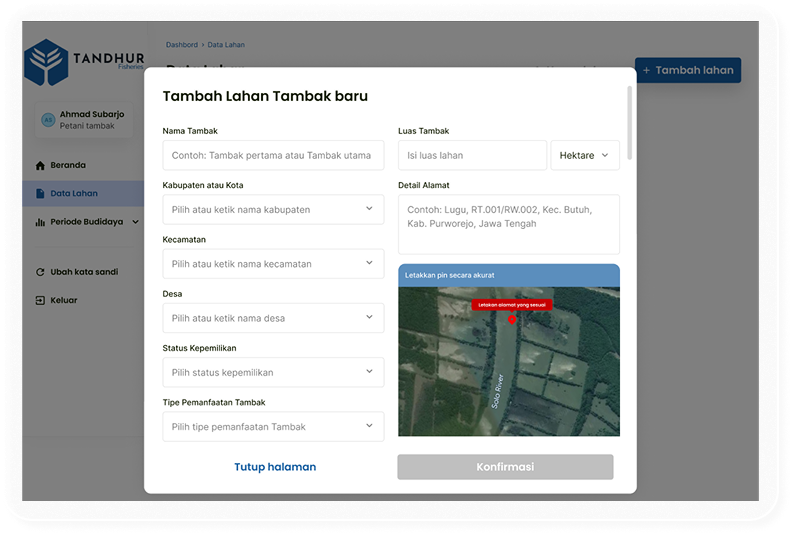 TANDHUR
Fisheries
Dashbord › Data Lahan
+ Tambah lahan
AS
Ahmad Subarjo
Petani tambak
Beranda
Data Lahan
Periode Budidaya
Ubah kata sandi
Keluar
Tambah Lahan Tambak baru
Nama Tambak
Contoh: Tambak pertama atau Tambak utama
Kabupaten atau Kota
Pilih atau ketik nama kabupaten
Kecamatan
Pilih atau ketik nama kecamatan
Desa
Pilih atau ketik nama desa
Status Kepemilikan
Pilih status kepemilikan
Tipe Pemanfaatan Tambak
Pilih tipe pemanfaatan Tambak
Luas Tambak
Isi luas lahan
Hektare
Detail Alamat
Contoh: Lugu, RT.001/RW.002, Kec. Butuh,
Kab. Purworejo, Jawa Tengah
Letakkan pin secara akurat
Letakan alamat yang sesuai
Solo River
Tutup halaman
Konfirmasi